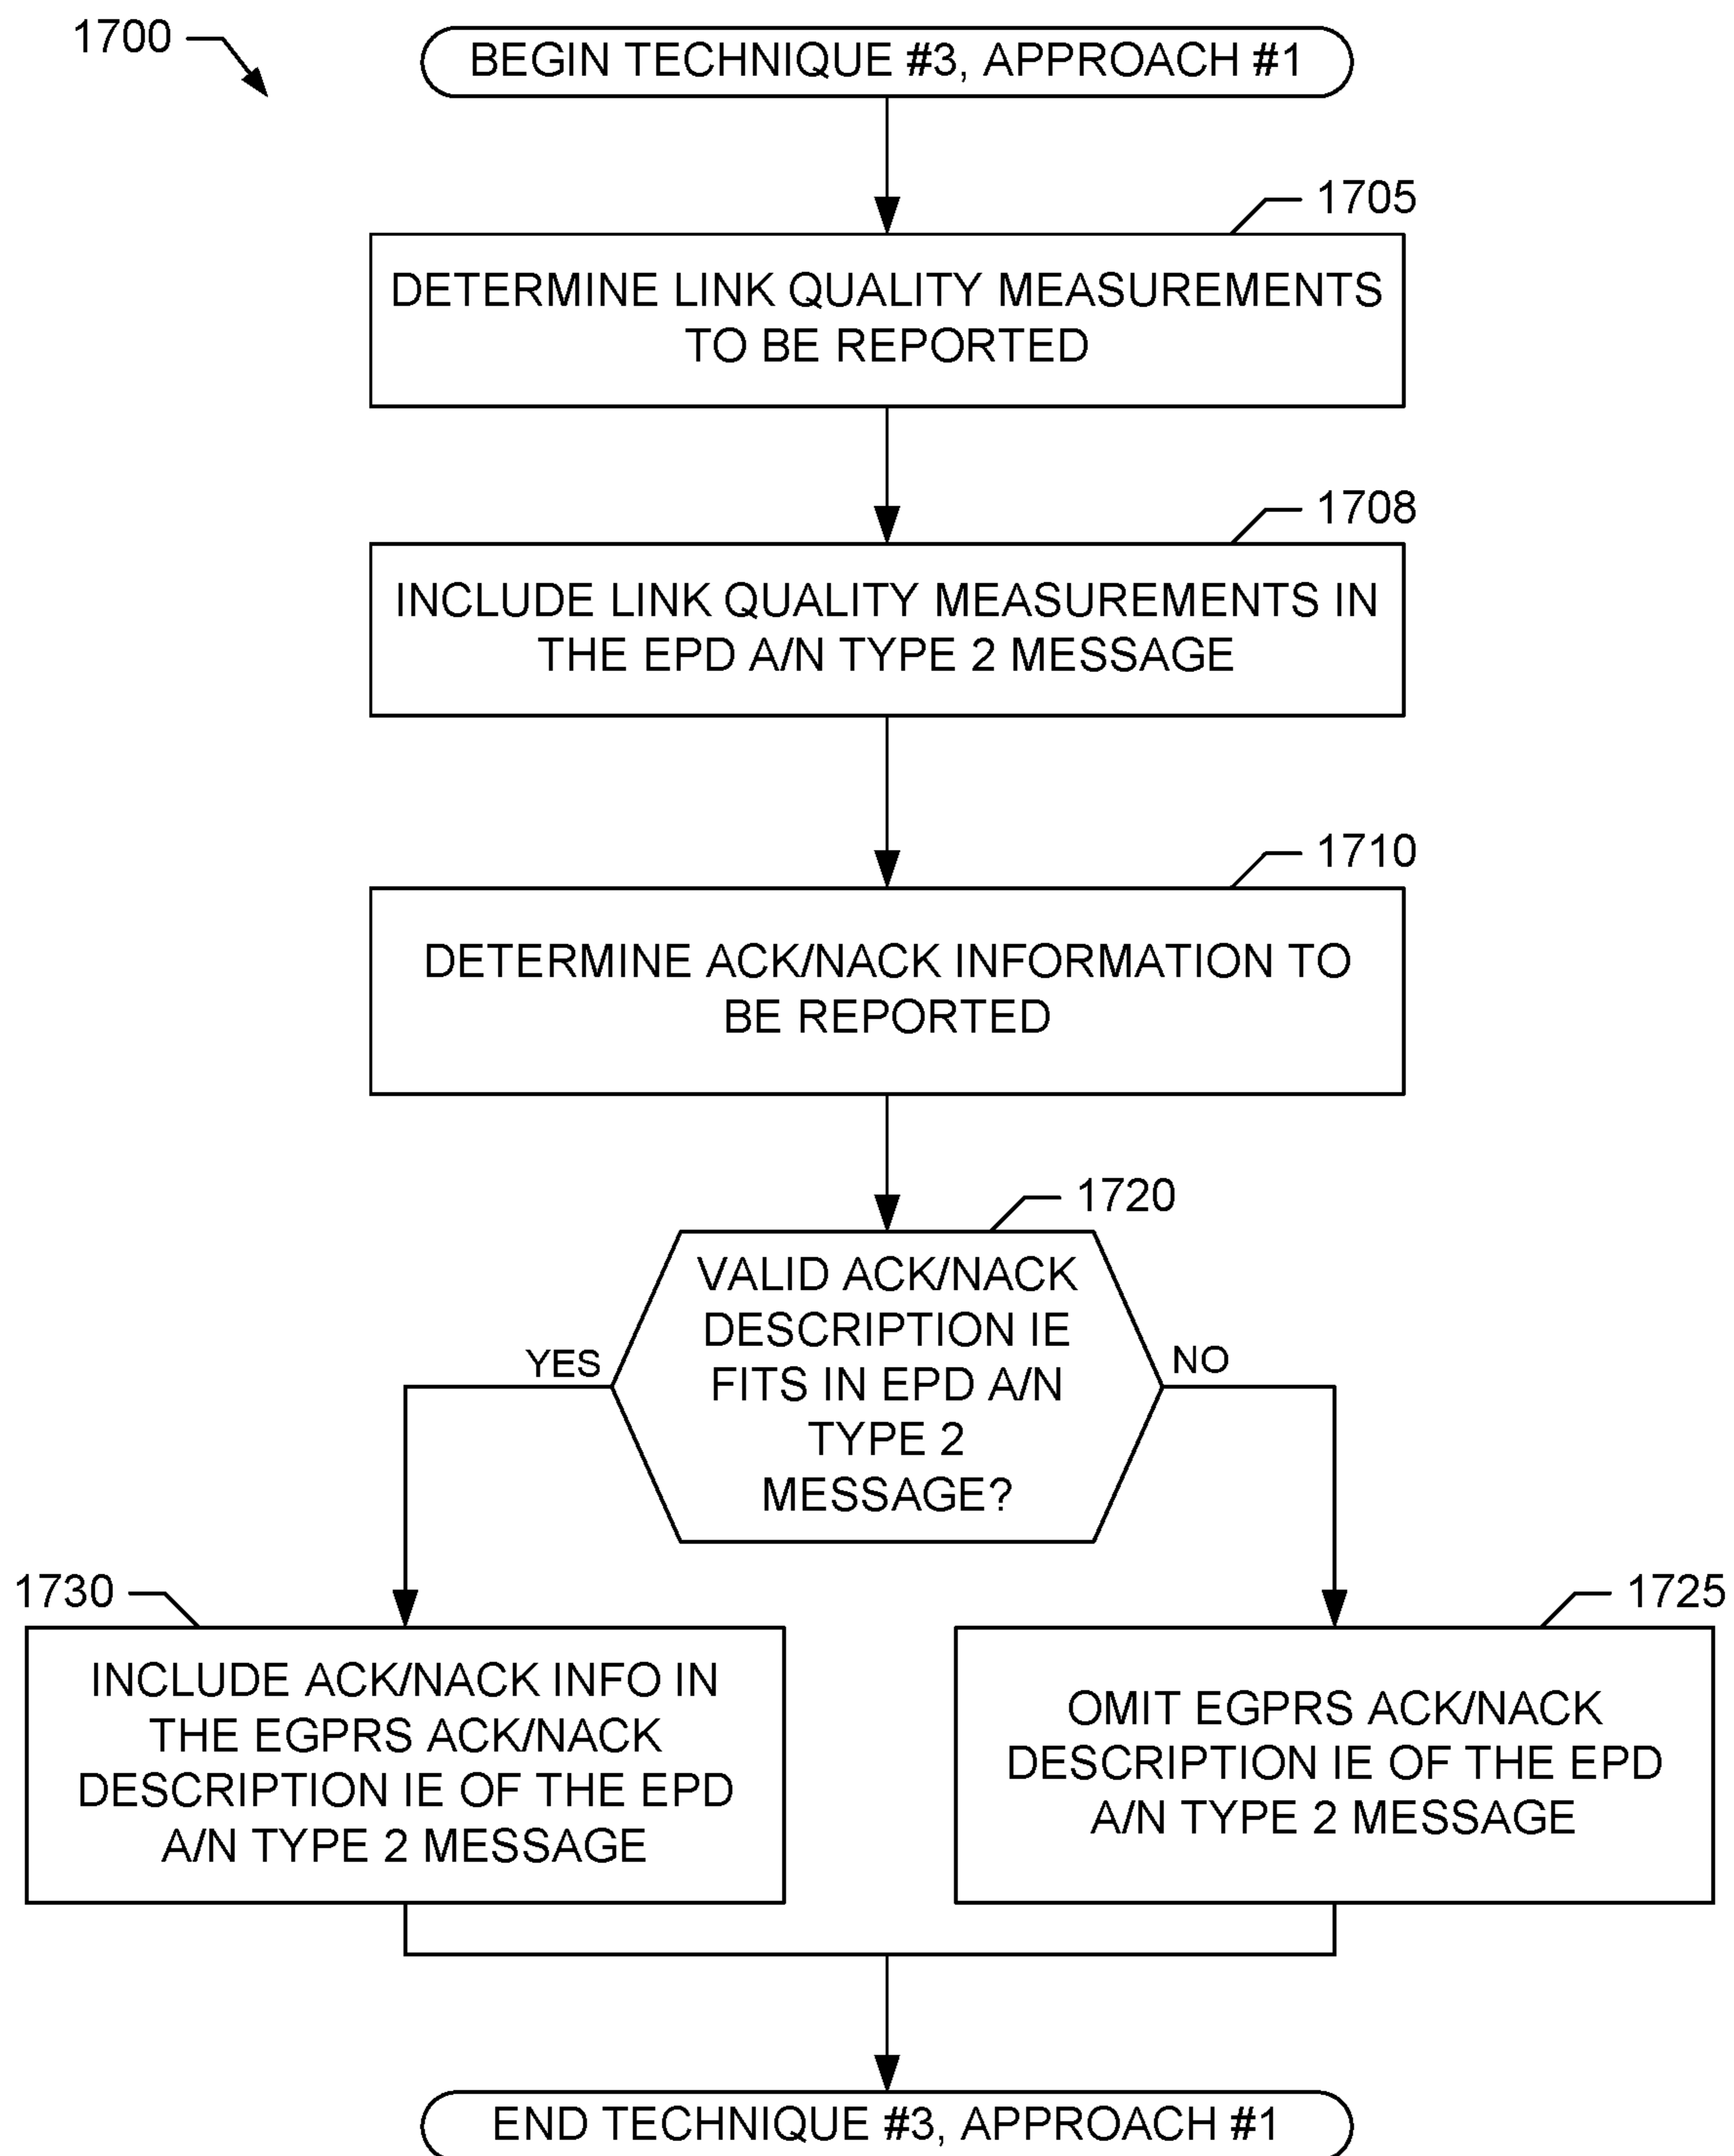 1700
BEGIN TECHNIQUE #3, APPROACH #1
1705
DETERMINE LINK QUALITY MEASUREMENTS
TO BE REPORTED
1708
INCLUDE LINK QUALITY MEASUREMENTS IN
THE EPD A/N TYPE 2 MESSAGE
1710
DETERMINE ACK/NACK INFORMATION TO
BE REPORTED
1720
VALID ACK/NACK
DESCRIPTION IE
FITS IN EPD A/N
TYPE 2
MESSAGE?
YES
NO
1730
INCLUDE ACK/NACK INFO IN
THE EGPRS ACK/NACK
DESCRIPTION IE OF THE EPD
A/N TYPE 2 MESSAGE
1725
OMIT EGPRS ACK/NACK
DESCRIPTION IE OF THE EPD
A/N TYPE 2 MESSAGE
END TECHNIQUE #3, APPROACH #1